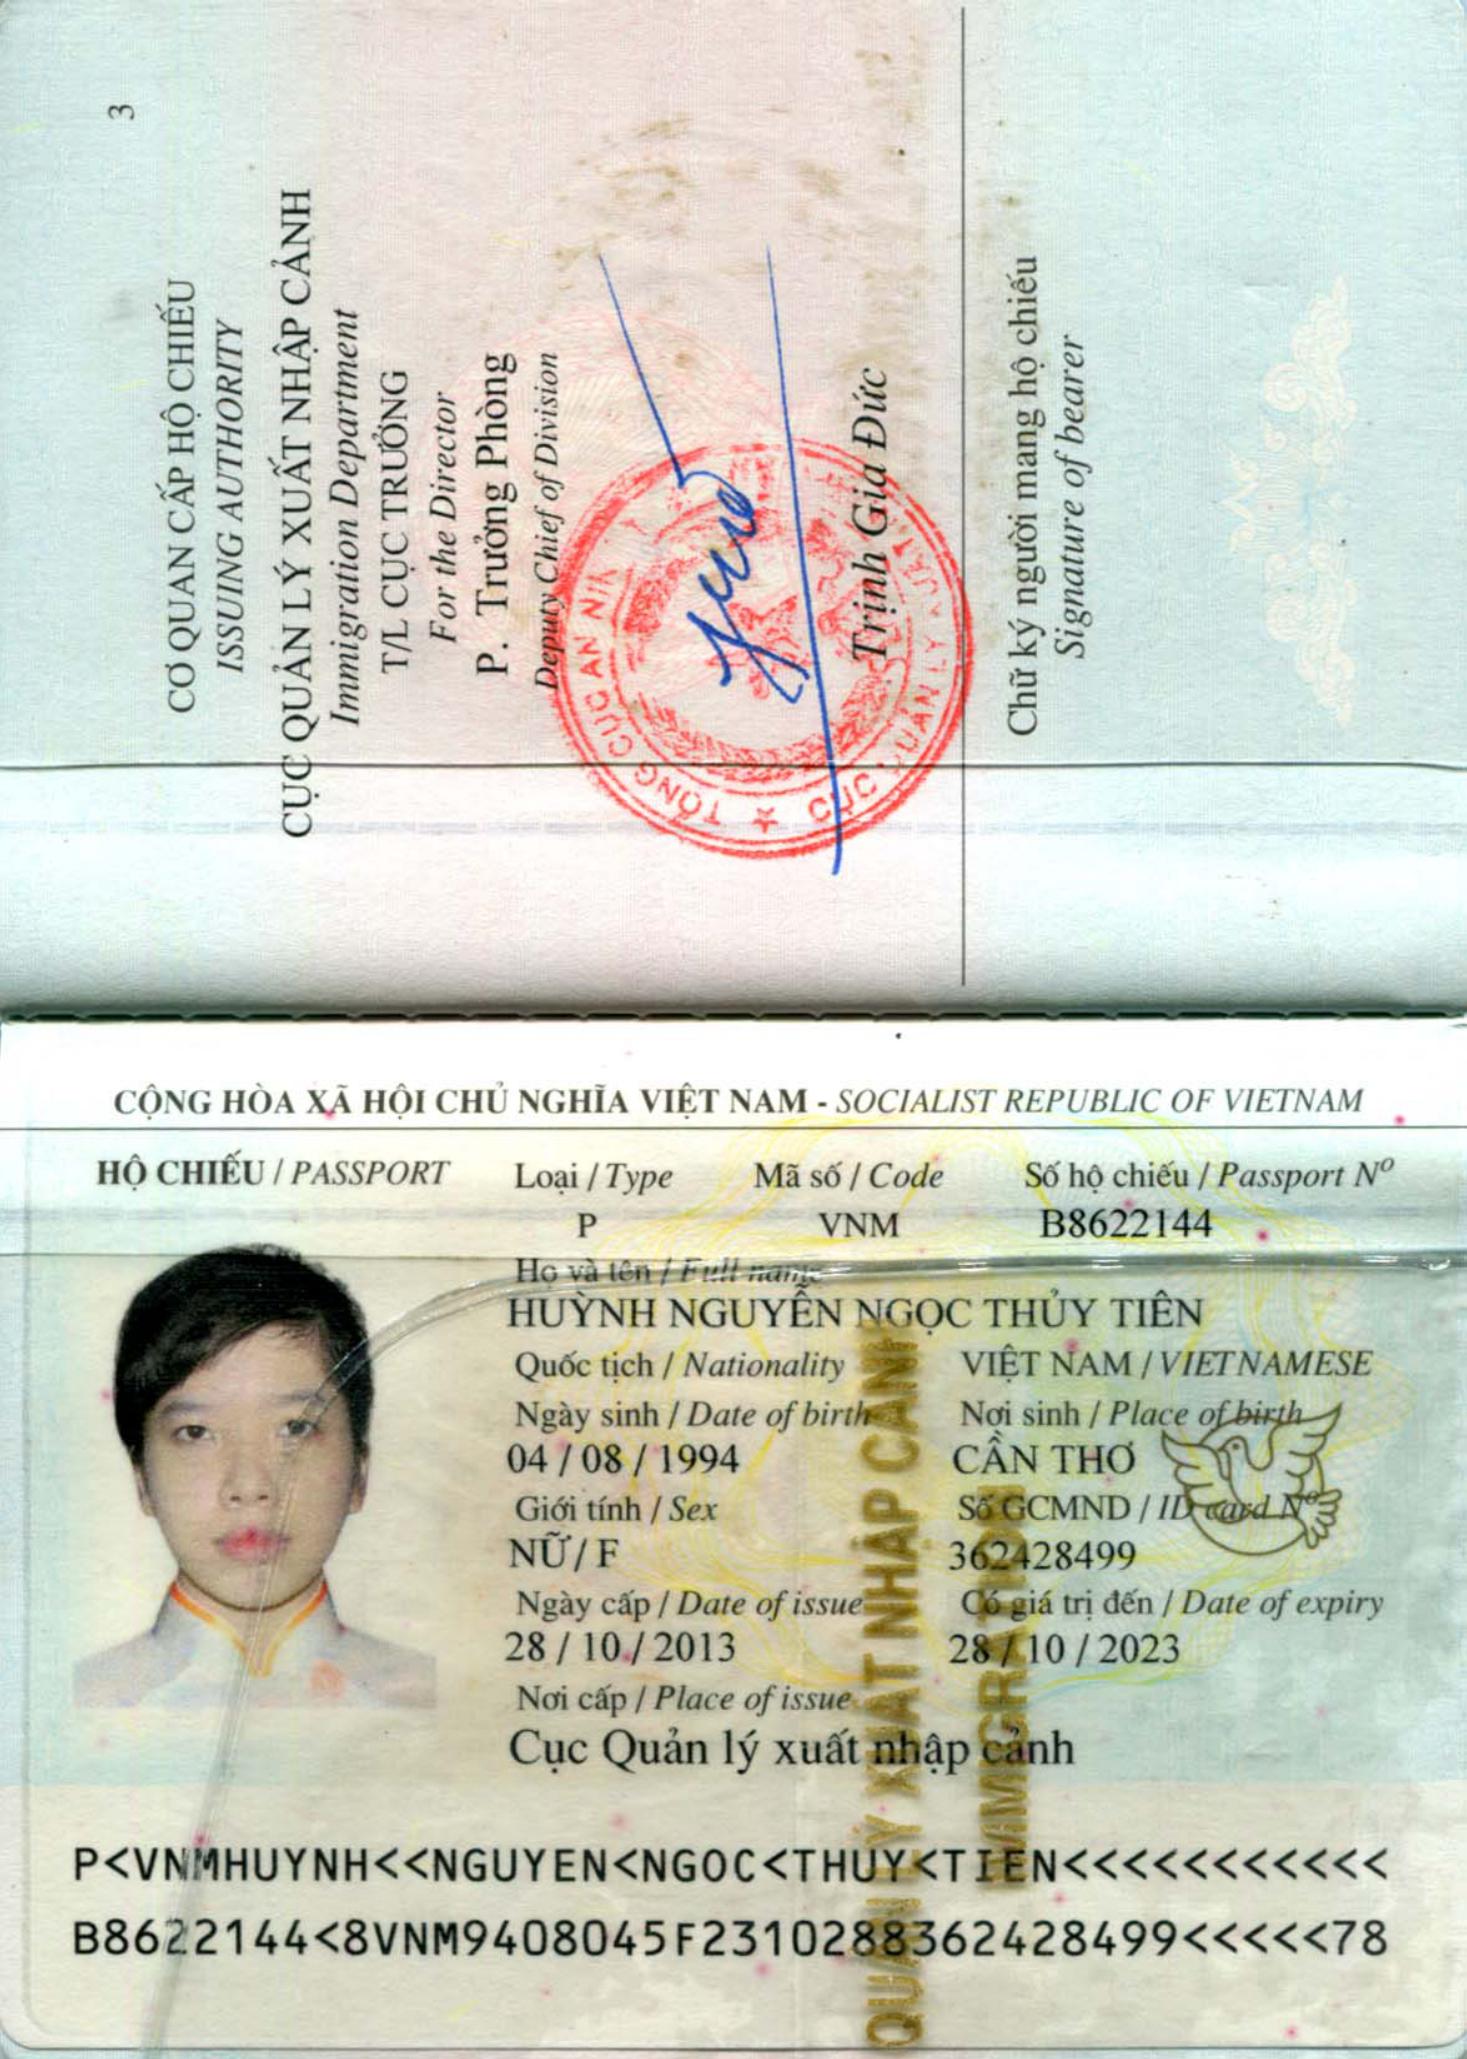 3
CƠ QUAN CẤP HỘ CHIẾU
ISSUING AUTHORITY
CỤC QUẢN LÝ XUẤT NHẬP CẢNH
Immigration Department
T/L CỤC TRƯỞNG
For the Director
P. Trưởng Phòng
Deputy Chief of Division
TỔNG CỤC AN NIN
CỤC QUẢN LÝ XUẤT
Trịnh Gia Đức
Chữ ký người mang hộ chiếu
Signature of bearer
CỘNG HÒA XÃ HỘI CHỦ NGHĨA VIỆT NAM - SOCIALIST REPUBLIC OF VIETNAM
HỘ CHIẾU / PASSPORT Loại / Type Mã số / Code Số hộ chiếu / Passport Nº
P VNM B8622144
Họ và tên / Full name
HUỲNH NGUYỄN NGỌC THỦY TIÊN
Quốc tịch / Nationality VIỆT NAM / VIETNAMESE
Ngày sinh / Date of birth Nơi sinh / Place of birth
04 / 08 / 1994 CẦN THƠ
Giới tính / Sex Số GCMND / ID card Nº
NỮ / F 362428499
Ngày cấp / Date of issue Có giá trị đến / Date of expiry
28 / 10 / 2013 28 / 10 / 2023
Nơi cấp / Place of issue
Cục Quản lý xuất nhập cảnh
QUẢN LÝ XUẤT NHẬP CẢNH
IMMIGRATION
P<VNMHUYNH<<NGUYEN<NGOC<THUY<TIEN<<<<<<<<<<<
B8622144<8VNM9408045F2310288362428499<<<<<78